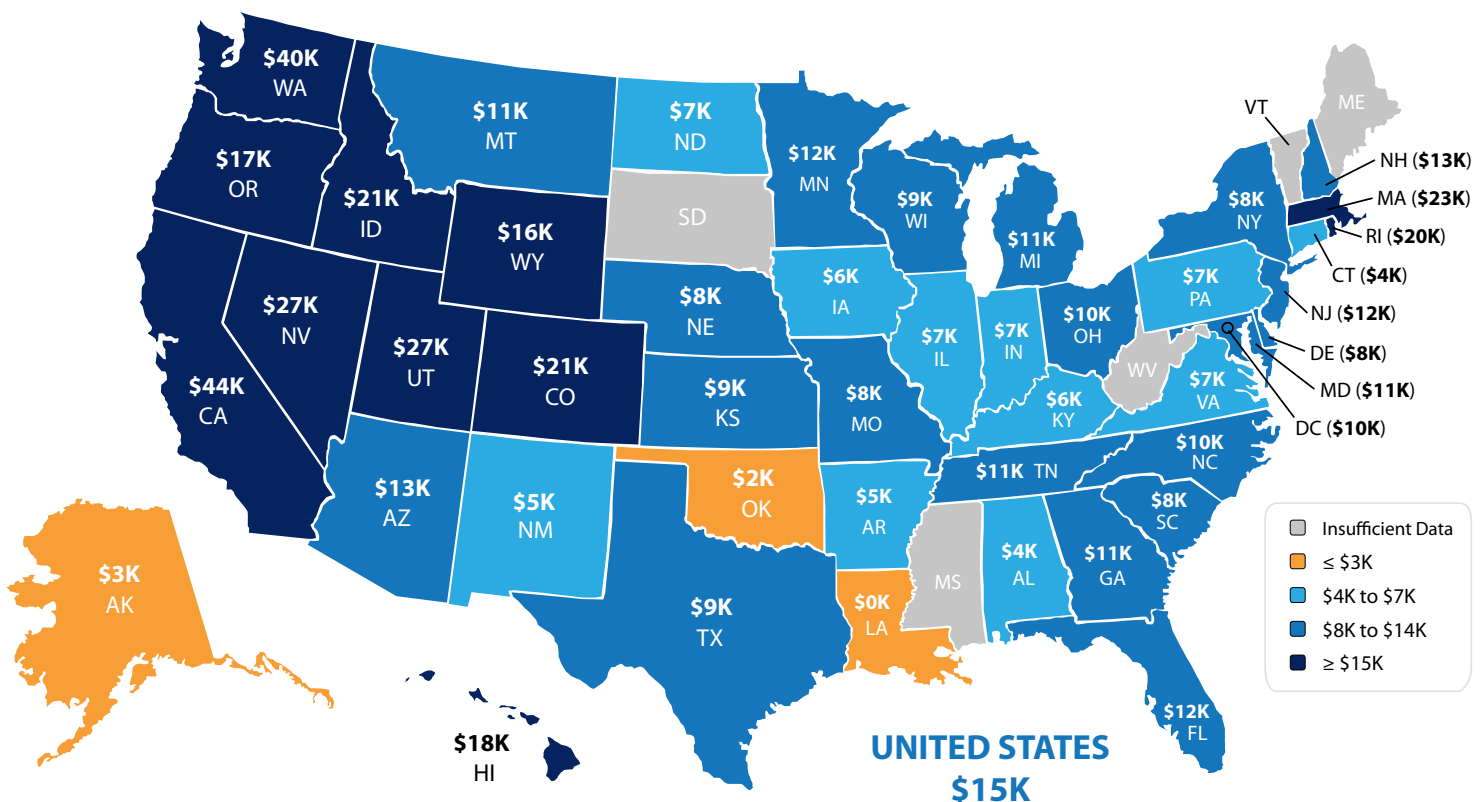 $40K
WA
$11K
MT
$7K
ND
$12K
MN
VT
ME
NH ($13K)
MA ($23K)
RI ($20K)
CT ($4K)
NJ ($12K)
DE ($8K)
MD ($11K)
DC ($10K)
$17K
OR
$21K
ID
$16K
WY
SD
$9K
WI
$11K
MI
$8K
NY
$7K
PA
$6K
IA
$8K
NE
$27K
NV
$27K
UT
$21K
CO
$44K
CA
$7K
IL
$7K
IN
$10K
OH
WV
$7K
VA
$6K
KY
$9K
KS
$8K
MO
$11K TN
$10K
NC
$8K
SC
$13K
AZ
$5K
NM
$2K
OK
$5K
AR
MS
$4K
AL
$11K
GA
$0K
LA
$9K
TX
$12K
FL
$3K
AK
$18K
HI
Insufficient Data
≤ $3K
$4K to $7K
$8K to $14K
≥ $15K
UNITED STATES
$15K